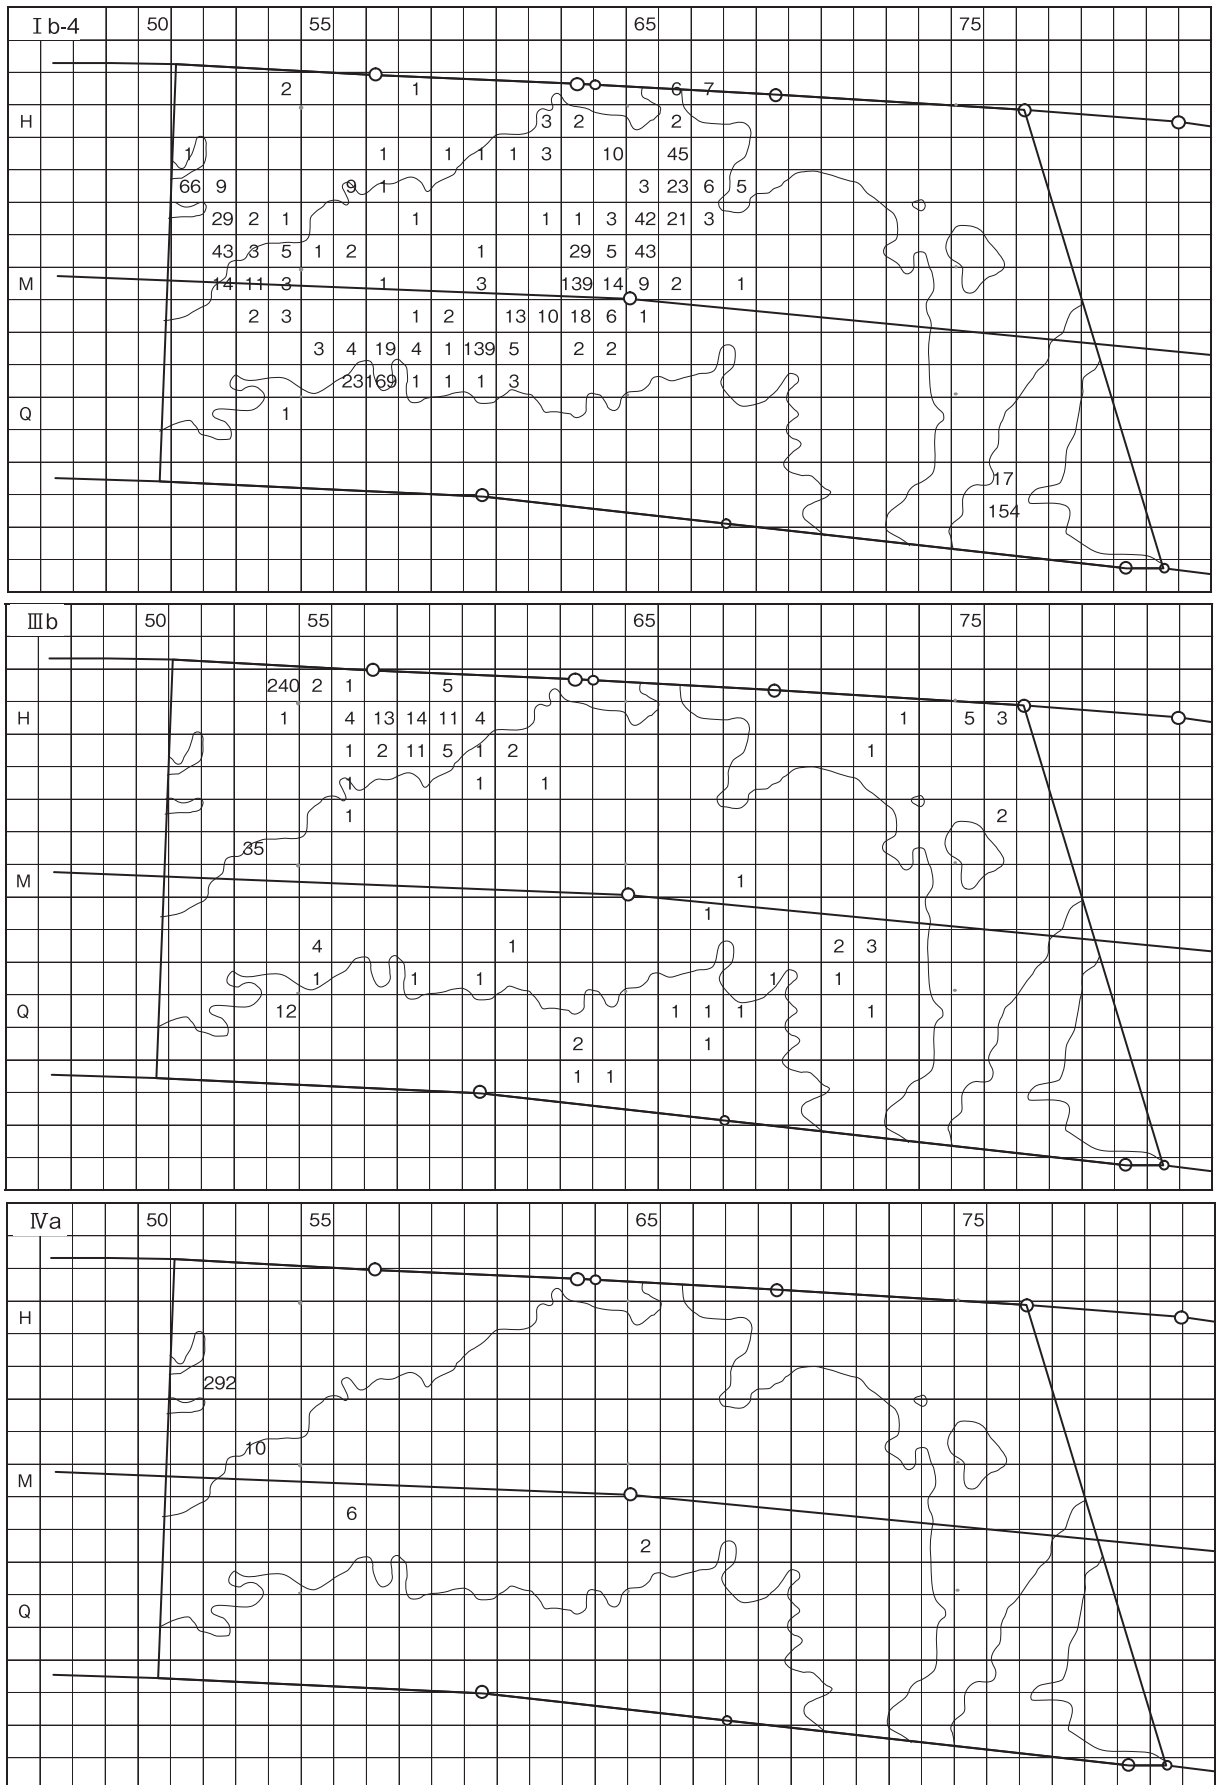 Ⅰb-4 50 55 65 75
2 1 6 7
H 3 2 2
1 1 1 1 1 3 10 45
66 9 9 1 3 23 6 5
29 2 1 1 1 1 3 42 21 3
43 3 5 1 2 1 29 5 43
M 14 11 3 1 3 139 14 9 2 1
2 3 1 2 13 10 18 6 1
3 4 19 4 1 139 5 2 2
23 169 1 1 1 3
Q 1
17
154
Ⅲb 50 55 65 75
240 2 1 5
H 1 4 13 14 11 4 1 5 3
1 2 11 5 1 2 1
1 1 1
1 2
35
M 1
1
4 1 2 3
1 1 1 1 1
Q 12 1 1 1 1
2 1
1 1
Ⅳa 50 55 65 75
H
292
10
M
6
2
Q